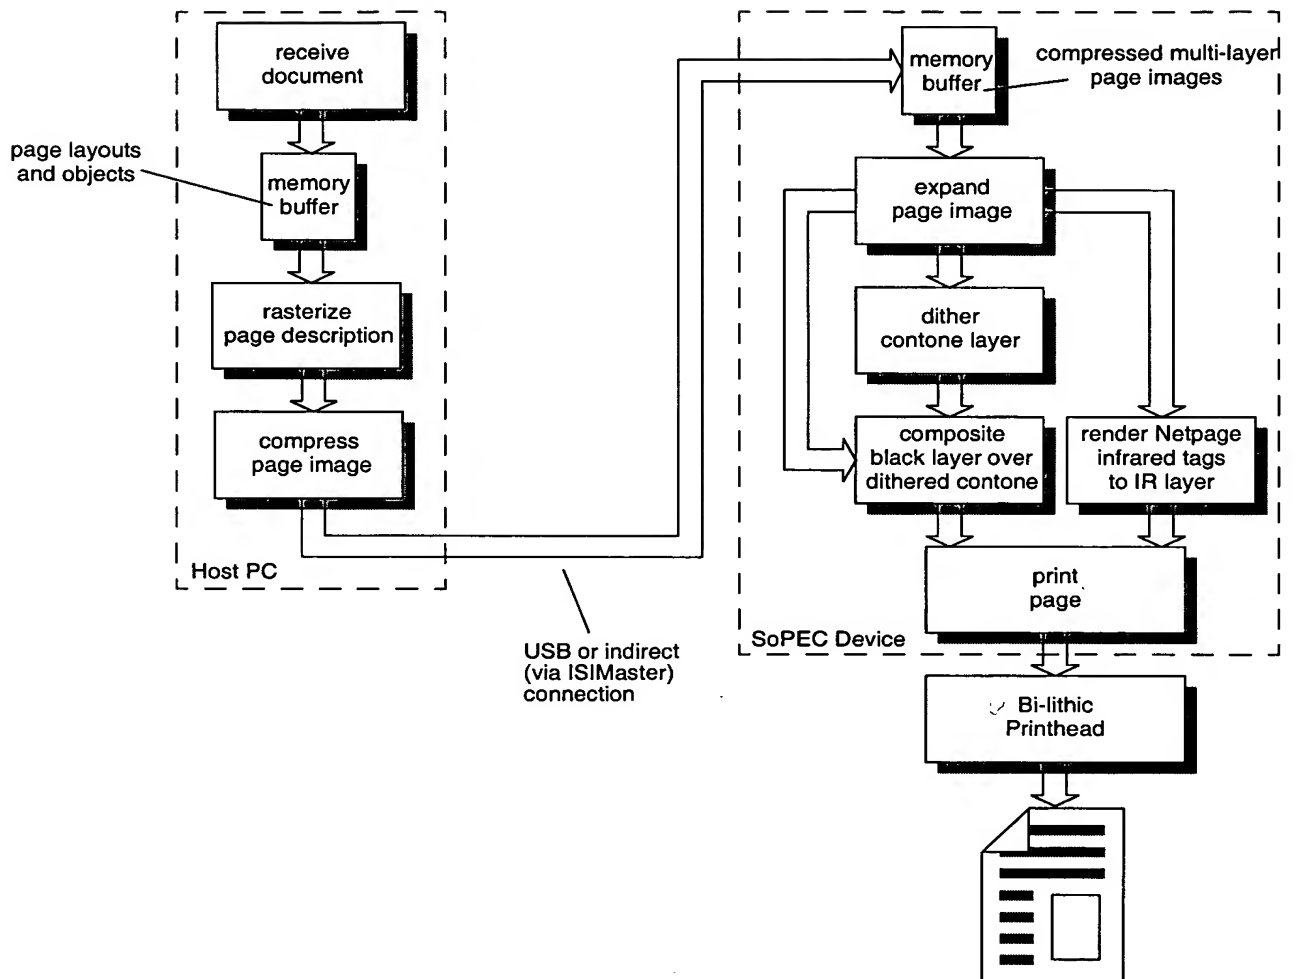 receive
document
page layouts
and objects
memory
buffer
rasterize
page description
compress
page image
Host PC
USB or indirect
(via ISIMaster)
connection
memory
buffer
compressed multi-layer
page images
expand
page image
dither
contone layer
composite
black layer over
dithered contone
render Netpage
infrared tags
to IR layer
print
page
SoPEC Device
Bi-lithic
Printhead